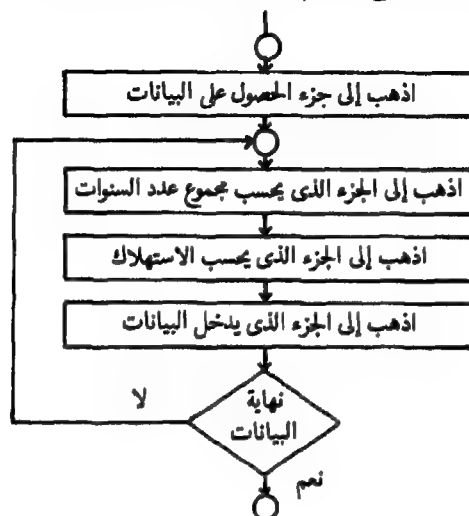 اذهب إلى جزء الحصول على البيانات
اذهب إلى الجزء الذى يحسب مجموع عدد السنوات
اذهب إلى الجزء الذى يحسب الاستهلاك
اذهب إلى الجزء الذى يدخل البيانات
نهاية
البيانات
لا
نعم